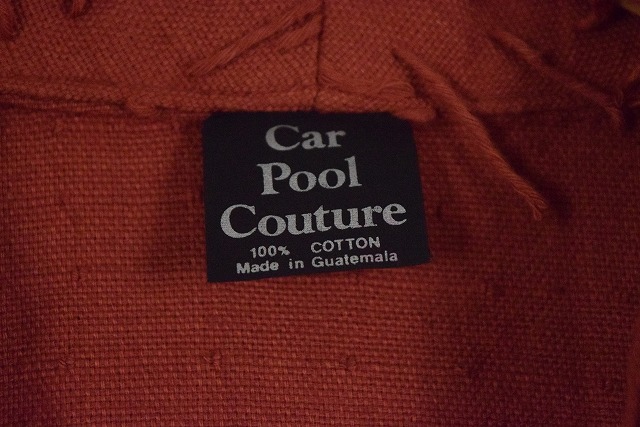 Car
Pool
Couture
100% COTTON
Made in Guatemala